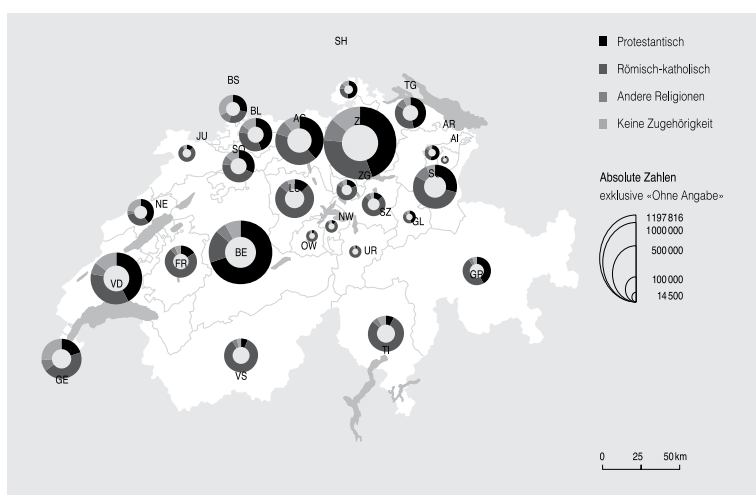 SH
BS
TG
BL
AG
AR
ZH
AI
JU
SO
ZG
SG
LU
NE
SZ
NW
GL
OW
BE
UR
FR
GR
VD
TI
VS
GE
Protestantisch
Römisch-katholisch
Andere Religionen
Keine Zugehörigkeit
Absolute Zahlen
exklusive «Ohne Angabe»
1197816
1000000
500000
100000
14500
0 25 50km